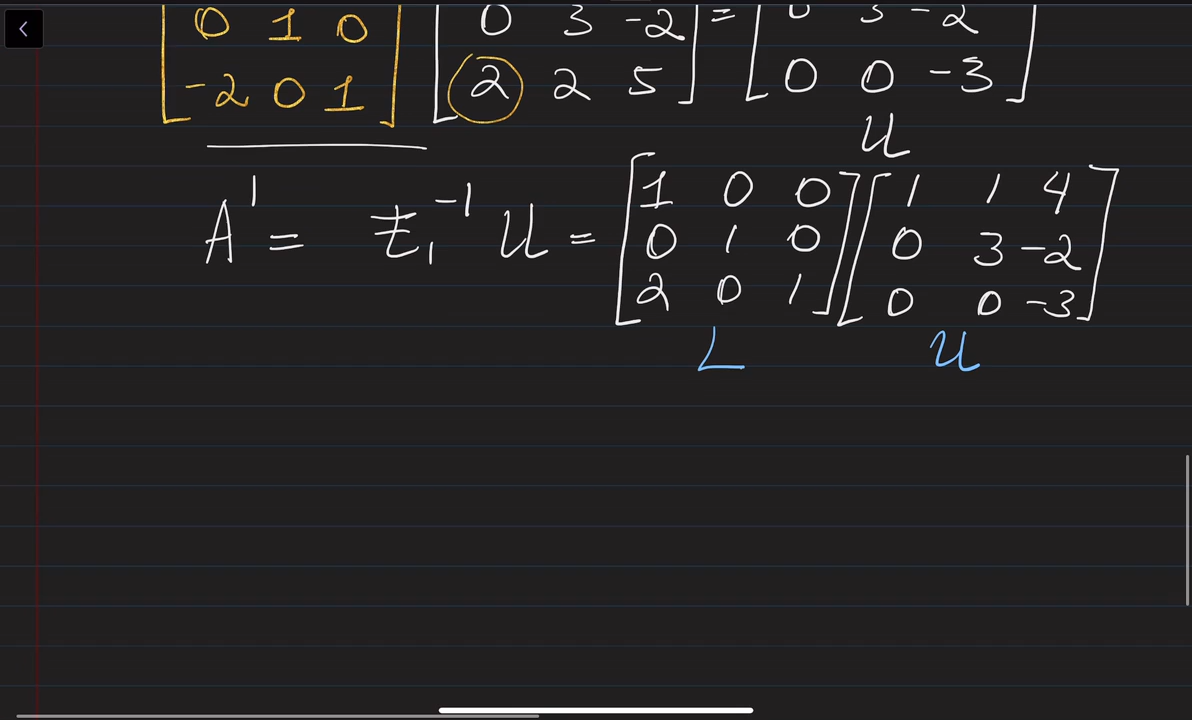 0 1 0 0 3 -2 = 0 3 -2
-2 0 1 2 2 5 0 0 -3
U
1 0 0 1 1 4
A' = E₁⁻¹ U = 0 1 0 0 3 -2
2 0 1 0 0 -3
L U